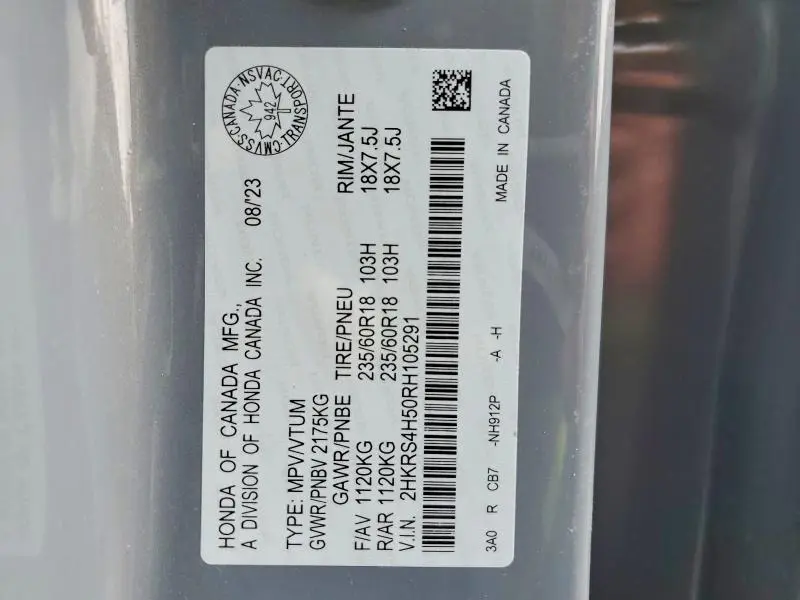 HONDA OF CANADA MFG.,
A DIVISION OF HONDA CANADA INC. 08/'23
CMVSS·CANADA·NSVAC·TRANSPORT·
942
TYPE: MPV/VTUM
GVWR/PNBV 2175KG
GAWR/PNBE TIRE/PNEU RIM/JANTE
F/AV 1120KG 235/60R18 103H 18X7.5J
R/AR 1120KG 235/60R18 103H 18X7.5J
V.I.N. 2HKRS4H50RH105291
3A0 R CB7 -NH912P -A -H MADE IN CANADA